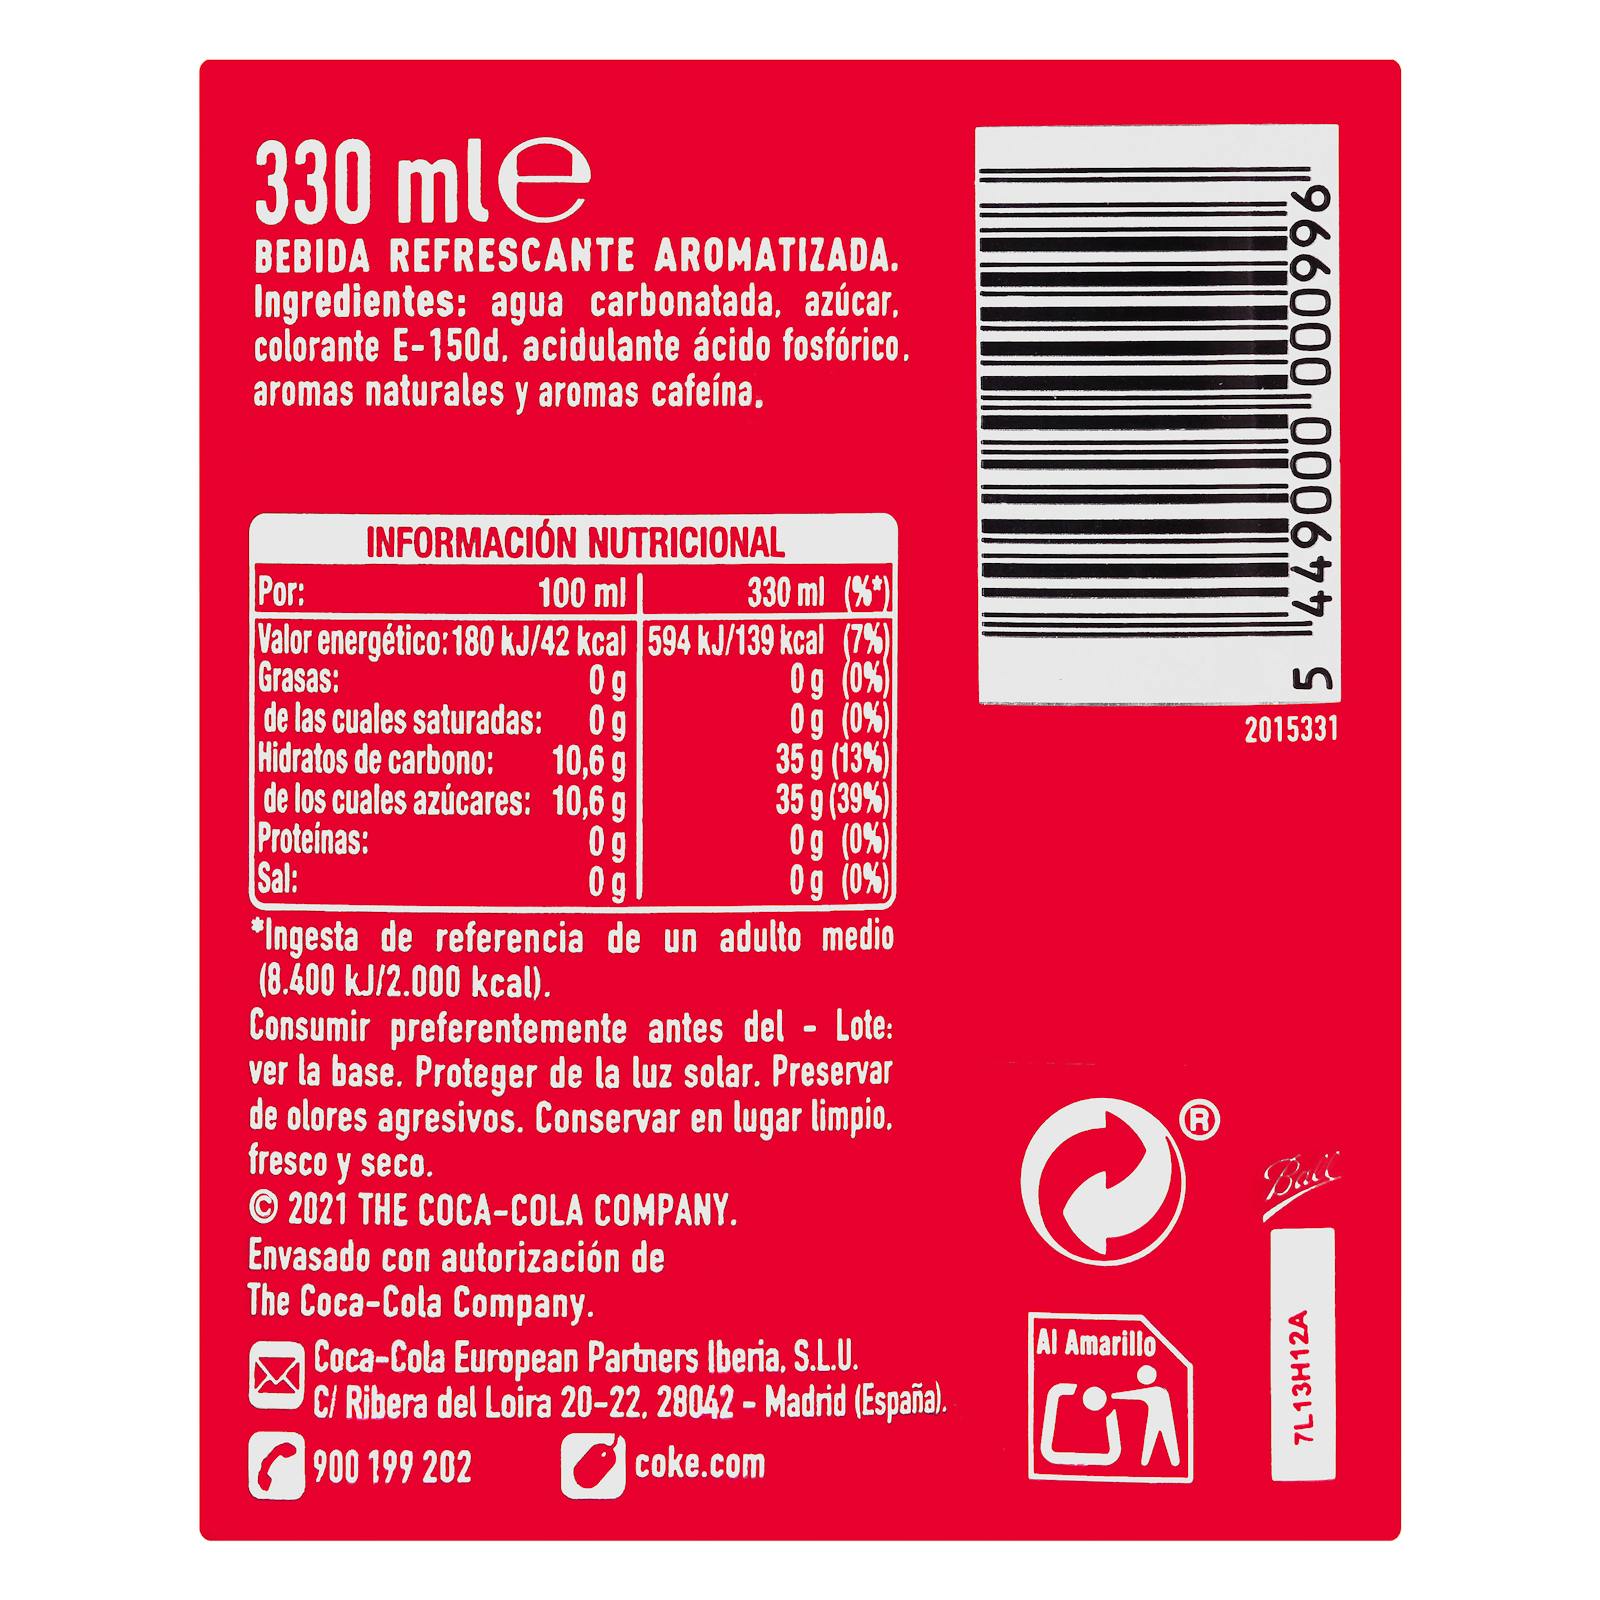 330 ml e
BEBIDA REFRESCANTE AROMATIZADA.
Ingredientes: agua carbonatada, azúcar,
colorante E-150d, acidulante ácido fosfórico,
aromas naturales y aromas cafeína.
INFORMACIÓN NUTRICIONAL
Por: 100 ml 330 ml (%*)
Valor energético: 180 kJ/42 kcal 594 kJ/139 kcal (7%)
Grasas: 0 g 0 g (0%)
de las cuales saturadas: 0 g 0 g (0%)
Hidratos de carbono: 10,6 g 35 g (13%)
de los cuales azúcares: 10,6 g 35 g (39%)
Proteínas: 0 g 0 g (0%)
Sal: 0 g 0 g (0%)
*Ingesta de referencia de un adulto medio
(8.400 kJ/2.000 kcal).
Consumir preferentemente antes del - Lote:
ver la base. Proteger de la luz solar. Preservar
de olores agresivos. Conservar en lugar limpio,
fresco y seco.
© 2021 THE COCA-COLA COMPANY.
Envasado con autorización de
The Coca-Cola Company.
Coca-Cola European Partners Iberia, S.L.U.
C/ Ribera del Loira 20-22, 28042 - Madrid (España).
900 199 202 coke.com
5 449000 000996
2015331
®
Ball
Al Amarillo
7L13H12A